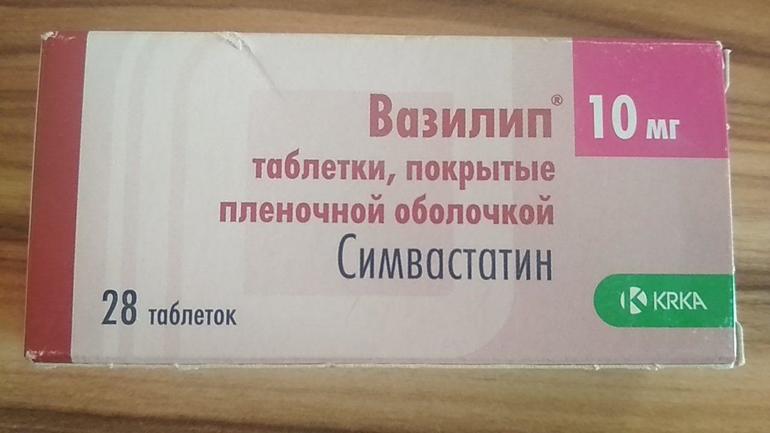 Вазилип®
10 мг
таблетки, покрытые
пленочной оболочкой
Симвастатин
28 таблеток
KRKA